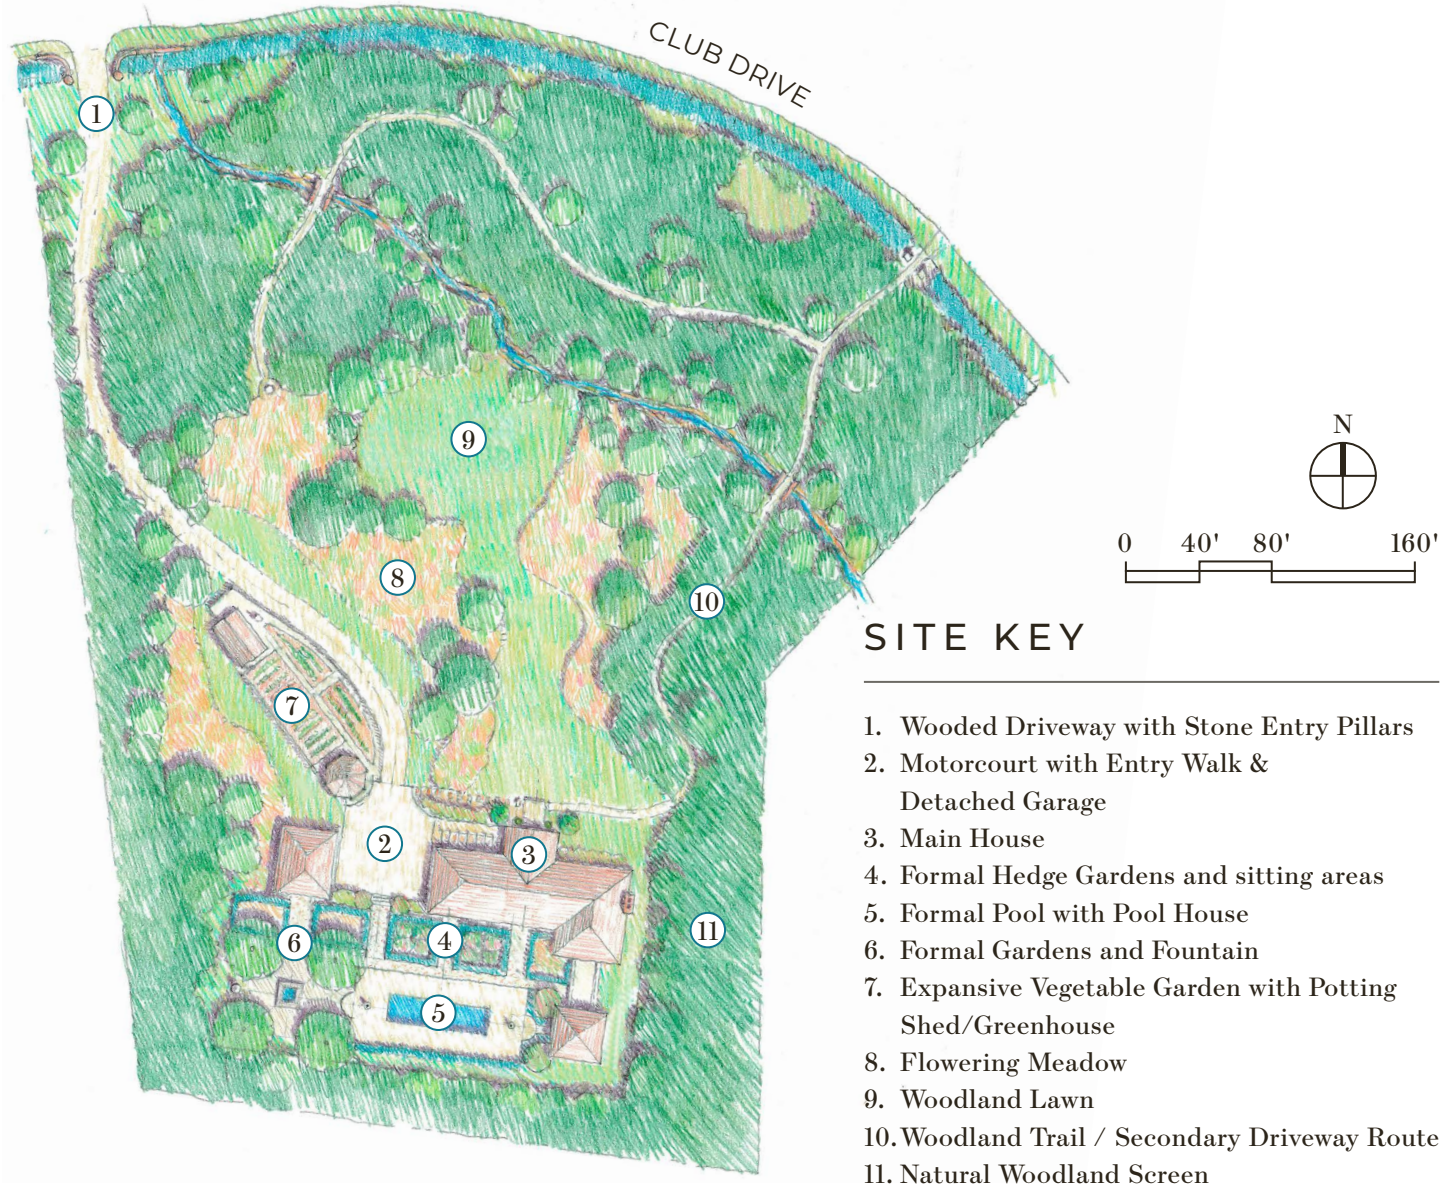 CLUB DRIVE
1
9
8
10
7
2
3
11
4
6
5
N
0 40' 80' 160'
SITE KEY
1. Wooded Driveway with Stone Entry Pillars
2. Motorcourt with Entry Walk &
Detached Garage
3. Main House
4. Formal Hedge Gardens and sitting areas
5. Formal Pool with Pool House
6. Formal Gardens and Fountain
7. Expansive Vegetable Garden with Potting
Shed/Greenhouse
8. Flowering Meadow
9. Woodland Lawn
10. Woodland Trail / Secondary Driveway Route
11. Natural Woodland Screen